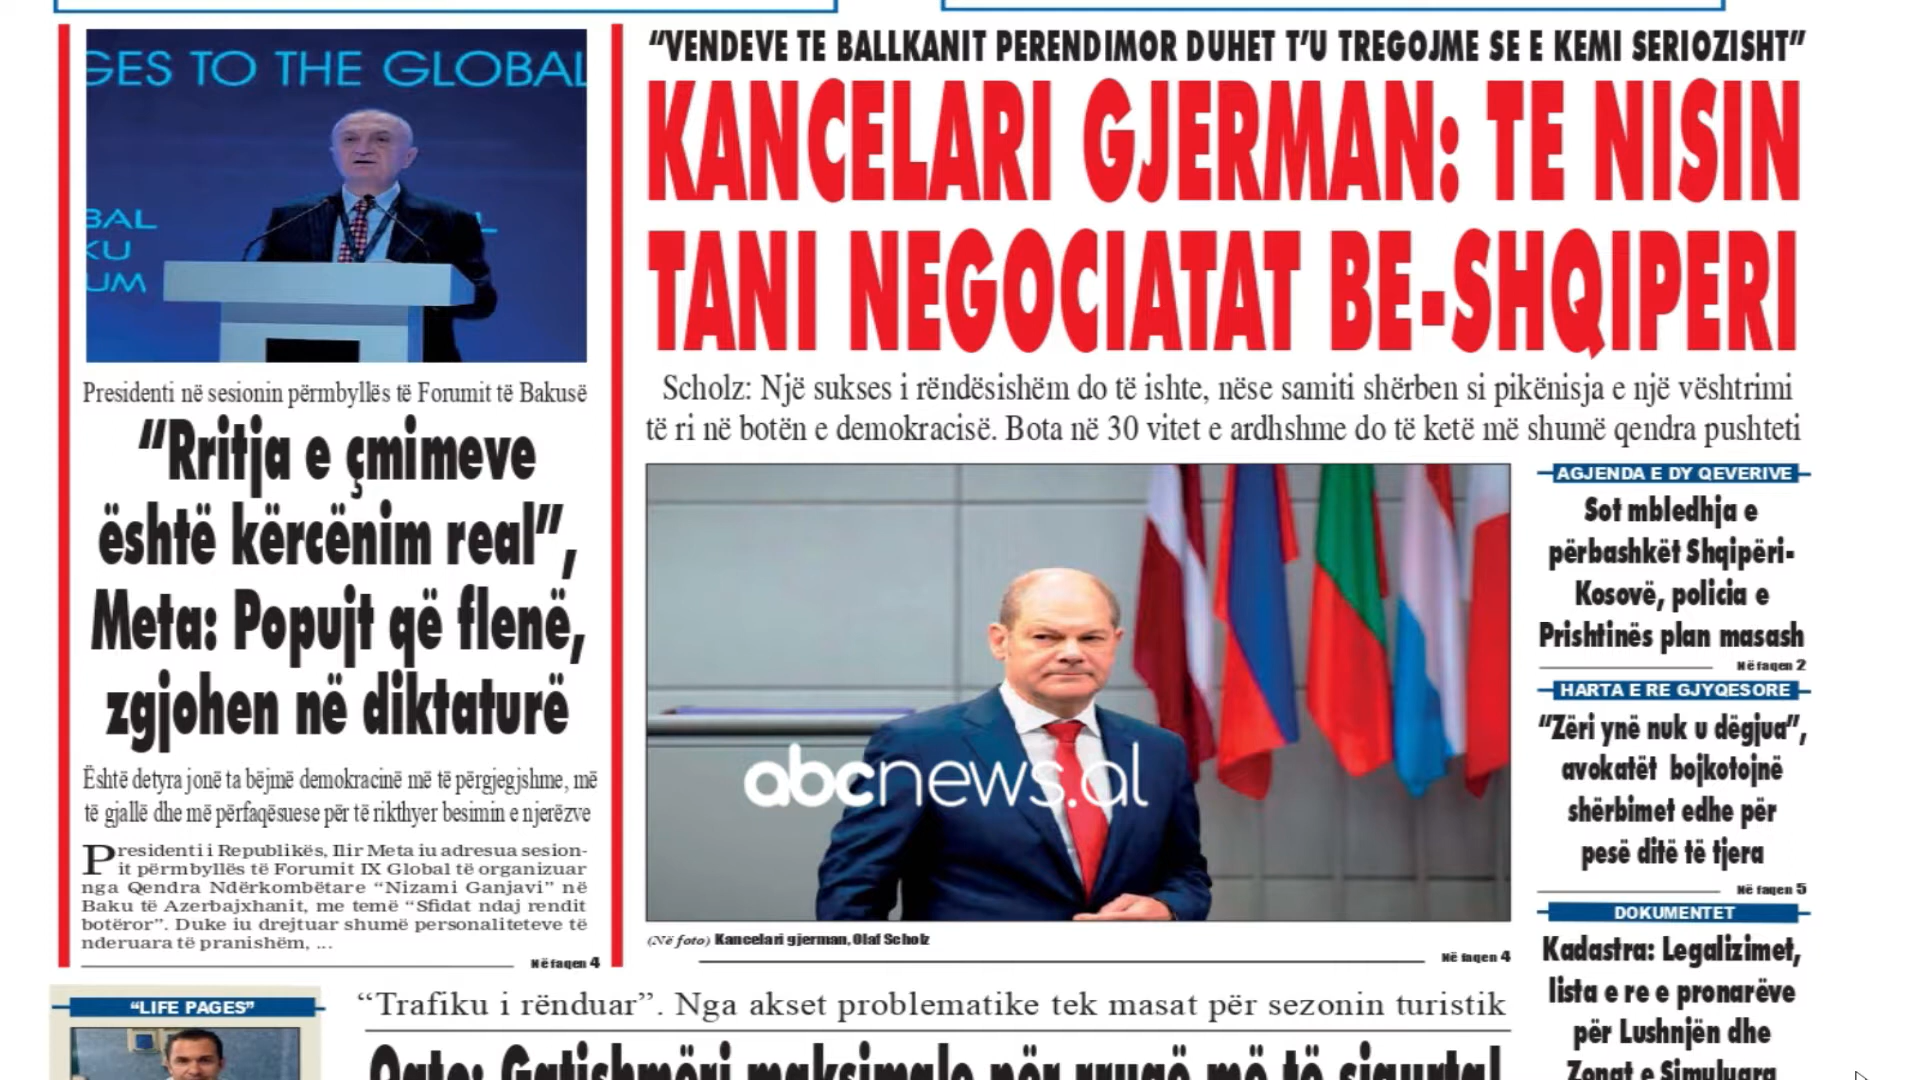 GES TO THE GLOBAL
BAL
KU
UM
L
Presidenti në sesionin përmbyllës të Forumit të Bakusë
“Rritja e çmimeve
është kërcënim real”,
Meta: Popujt që flenë,
zgjohen në diktaturë
Është detyra jonë ta bëjmë demokracinë më të përgjegjshme, më
të gjallë dhe më përfaqësuese për të rikthyer besimin e njerëzve
Presidenti i Republikës, Ilir Meta iu adresua sesion-
it përmbyllës të Forumit IX Global të organizuar
nga Qendra Ndërkombëtare “Nizami Ganjavi” në
Baku të Azerbajxhanit, me temë “Sfidat ndaj rendit
botëror”. Duke iu drejtuar shumë personaliteteve të
nderuara të pranishëm, ...
Në faqen 4
“VENDEVE TE BALLKANIT PERENDIMOR DUHET T’U TREGOJME SE E KEMI SERIOZISHT”
KANCELARI GJERMAN: TE NISIN
TANI NEGOCIATAT BE-SHQIPERI
Scholz: Një sukses i rëndësishëm do të ishte, nëse samiti shërben si pikënisja e një vështrimi
të ri në botën e demokracisë. Bota në 30 vitet e ardhshme do të ketë më shumë qendra pushteti
abcnews.al
(Në foto) Kancelari gjerman, Olaf Scholz
Në faqen 4
AGJENDA E DY QEVERIVE
Sot mbledhja e
përbashkët Shqipëri-
Kosovë, policia e
Prishtinës plan masash
Në faqen 2
HARTA E RE GJYQESORE
“Zëri ynë nuk u dëgjua”,
avokatët bojkotojnë
shërbimet edhe për
pesë ditë të tjera
Në faqen 5
DOKUMENTET
Kadastra: Legalizimet,
lista e re e pronarëve
për Lushnjën dhe
Zonat e Simuluara
“LIFE PAGES”
“Trafiku i rënduar”. Nga akset problematike tek masat për sezonin turistik
Qato: Gatishmëri maksimale për rrugë më të sigurta!